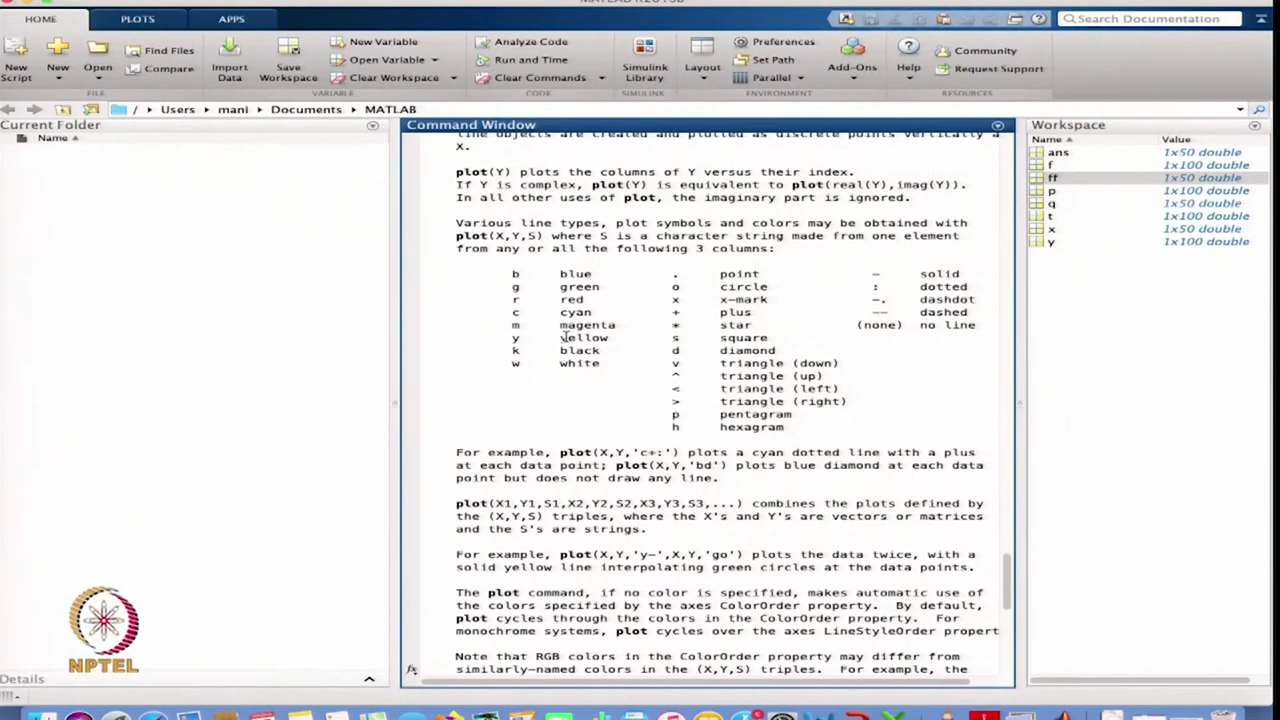 MATLAB R2015b
HOME PLOTS APPS
Search Documentation
New Script
New
Open
Find Files
Compare
Import Data
Save Workspace
New Variable
Open Variable
Clear Workspace
Analyze Code
Run and Time
Clear Commands
Simulink Library
Layout
Preferences
Set Path
Parallel
Add-Ons
Help
Community
Request Support
FILE VARIABLE CODE SIMULINK ENVIRONMENT RESOURCES
/ Users mani Documents MATLAB
Current Folder
Name
Command Window
line objects are created and plotted as discrete points vertically a
X.
plot(Y) plots the columns of Y versus their index.
If Y is complex, plot(Y) is equivalent to plot(real(Y),imag(Y)).
In all other uses of plot, the imaginary part is ignored.
Various line types, plot symbols and colors may be obtained with
plot(X,Y,S) where S is a character string made from one element
from any or all the following 3 columns:
b blue . point - solid
g green o circle : dotted
r red x x-mark -. dashdot
c cyan + plus -- dashed
m magenta * star (none) no line
y yellow s square
k black d diamond
w white v triangle (down)
^ triangle (up)
< triangle (left)
> triangle (right)
p pentagram
h hexagram
For example, plot(X,Y,'c+:') plots a cyan dotted line with a plus
at each data point; plot(X,Y,'bd') plots blue diamond at each data
point but does not draw any line.
plot(X1,Y1,S1,X2,Y2,S2,X3,Y3,S3,...) combines the plots defined by
the (X,Y,S) triples, where the X's and Y's are vectors or matrices
and the S's are strings.
For example, plot(X,Y,'y-',X,Y,'go') plots the data twice, with a
solid yellow line interpolating green circles at the data points.
The plot command, if no color is specified, makes automatic use of
the colors specified by the axes ColorOrder property. By default,
plot cycles through the colors in the ColorOrder property. For
monochrome systems, plot cycles over the axes LineStyleOrder propert
Note that RGB colors in the ColorOrder property may differ from
similarly-named colors in the (X,Y,S) triples. For example, the
fx
Workspace
Name Value
ans 1x50 double
f 1x100 double
ff 1x50 double
p 1x100 double
q 1x50 double
t 1x100 double
x 1x50 double
y 1x100 double
NPTEL
Details